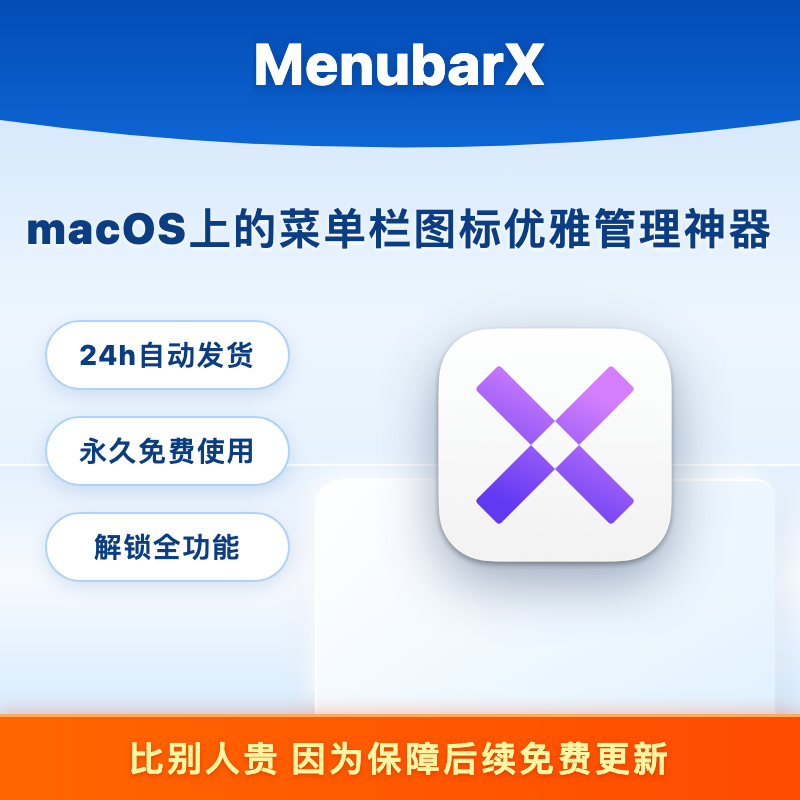 MenubarX
macOS上的菜单栏图标优雅管理神器
24h自动发货
永久免费使用
解锁全功能
比别人贵 因为保障后续免费更新